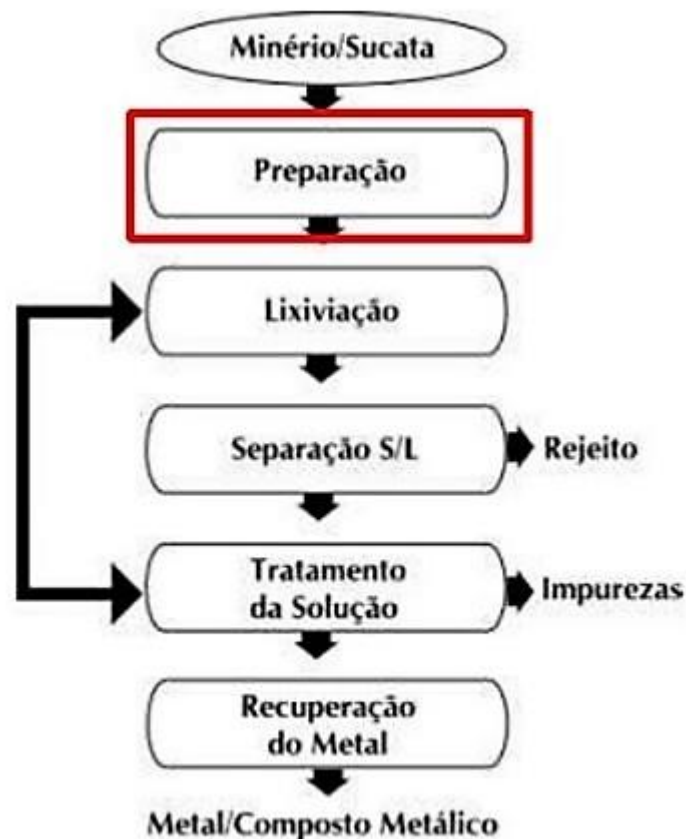 Minério/Sucata
Preparação
Lixiviação
Separação S/L
Rejeito
Tratamento
da Solução
Impurezas
Recuperação
do Metal
Metal/Composto Metálico